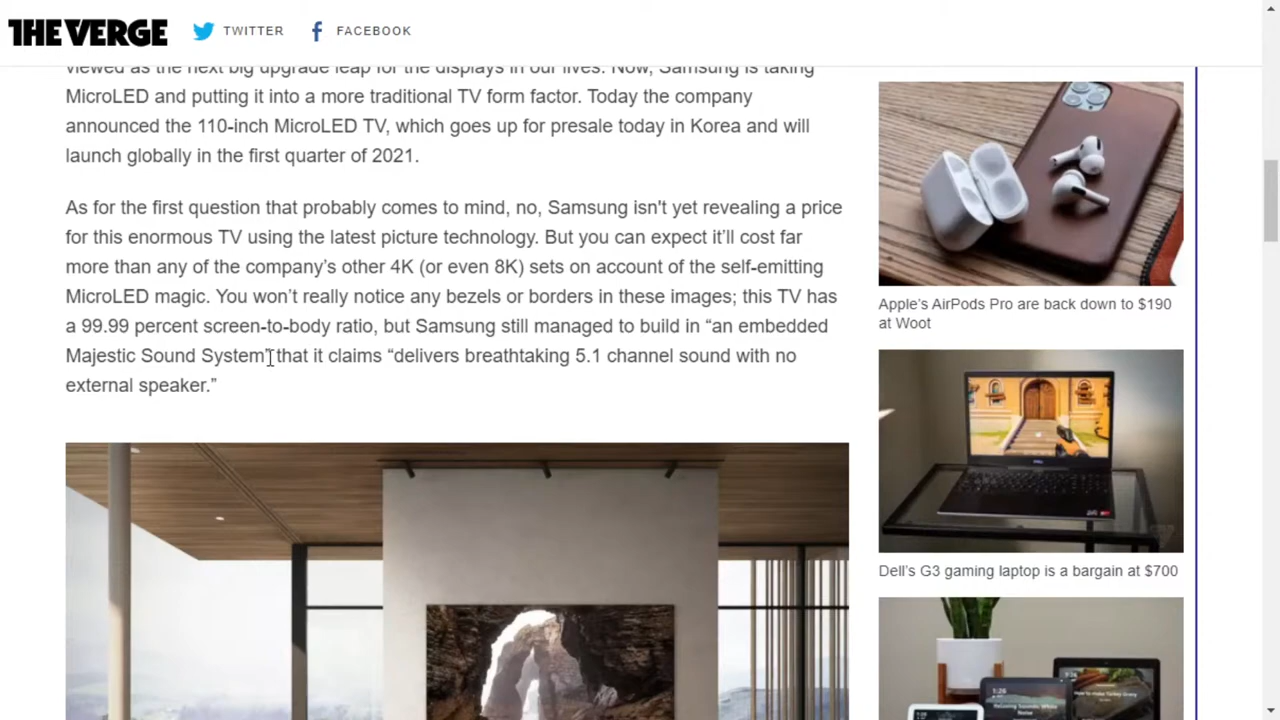 THE VERGE
TWITTER
FACEBOOK
viewed as the next big upgrade leap for the displays in our lives. Now, Samsung is taking
MicroLED and putting it into a more traditional TV form factor. Today the company
announced the 110-inch MicroLED TV, which goes up for presale today in Korea and will
launch globally in the first quarter of 2021.
As for the first question that probably comes to mind, no, Samsung isn't yet revealing a price
for this enormous TV using the latest picture technology. But you can expect it’ll cost far
more than any of the company’s other 4K (or even 8K) sets on account of the self-emitting
MicroLED magic. You won’t really notice any bezels or borders in these images; this TV has
a 99.99 percent screen-to-body ratio, but Samsung still managed to build in “an embedded
Majestic Sound System” that it claims “delivers breathtaking 5.1 channel sound with no
external speaker.”
Apple’s AirPods Pro are back down to $190
at Woot
Dell’s G3 gaming laptop is a bargain at $700
11:26
11:26